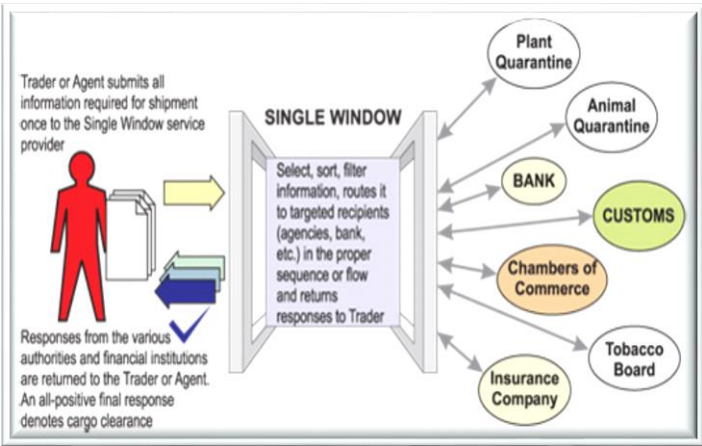 Trader or Agent submits all
information required for shipment
once to the Single Window service
provider
SINGLE WINDOW
Select, sort, filter
information, routes it
to targeted recipients
(agencies, bank,
etc.) in the proper
sequence or flow
and returns
responses to Trader
Responses from the various
authorities and financial institutions
are returned to the Trader or Agent.
An all-positive final response
denotes cargo clearance
Plant
Quarantine
Animal
Quarantine
BANK
CUSTOMS
Chambers of
Commerce
Tobacco
Board
Insurance
Company